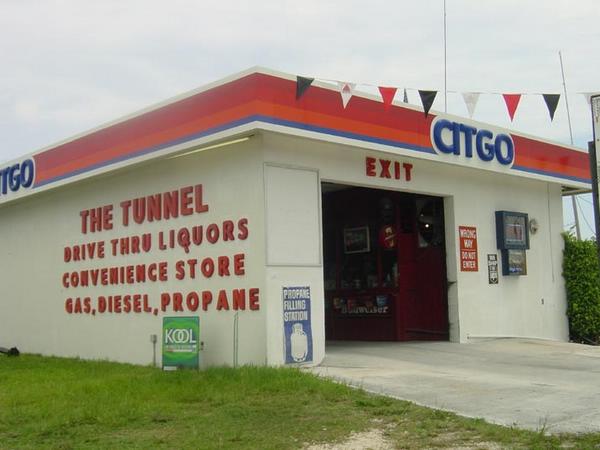 CITGO
TGO
EXIT
THE TUNNEL
DRIVE THRU LIQUORS
CONVENIENCE STORE
GAS, DIESEL, PROPANE
PROPANE
FILLING
STATION
KOOL
WRONG
WAY
DO NOT
ENTER
Budweiser